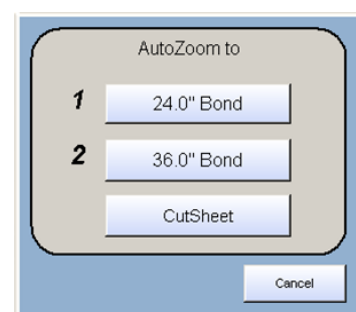 AutoZoom to
1 24.0" Bond
2 36.0" Bond
CutSheet
Cancel